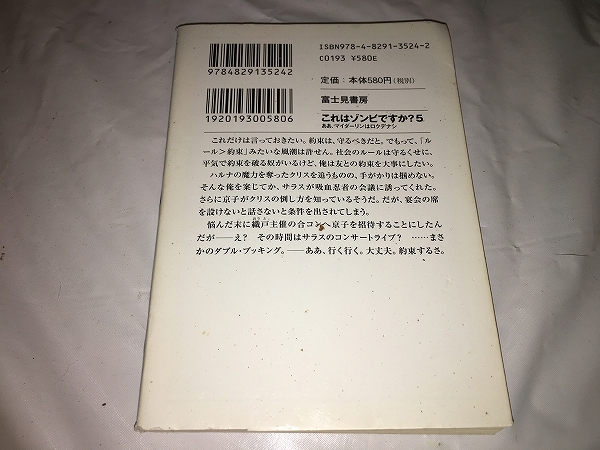 ISBN978-4-8291-3524-2
C0193 ¥580E
9784829135242
定価:本体580円(税別)
富士見書房
1920193005806
これはゾンビですか?5
ああ、マイダーリンはロクデナシ
これだけは言っておきたい。約束は、守るべきだと。でもって、「ル
ール>約束」みたいな風潮は許せん。社会のルールは守るくせに、
平気で約束を破る奴がいるけど、俺は友との約束を大事にしたい。
ハルナの魔力を奪ったクリスを追うものの、手がかりは掴めない。
そんな俺を案じてか、サラスが吸血忍者の会議に誘ってくれた。
さらに京子がクリスの倒し方を知っているそうだ。だが、宴会の席
を設けないと話さないと条件を出されてしまう。
悩んだ末に織戸主催の合コンへ京子を招待することにしたん
だが――え? その時間はサラスのコンサートライブ? ……まさ
かのダブル・ブッキング。――ああ、行く行く。大丈夫。約束するさ。